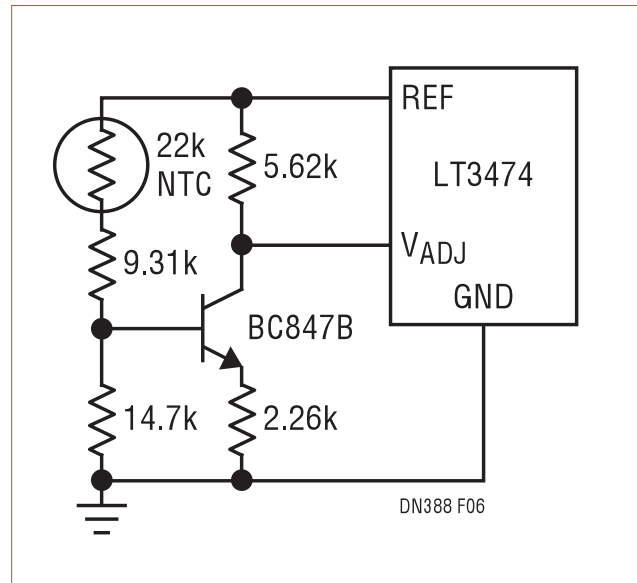 REF
22k
NTC
5.62k
LT3474
VADJ
9.31k
GND
BC847B
14.7k
2.26k
DN388 F06